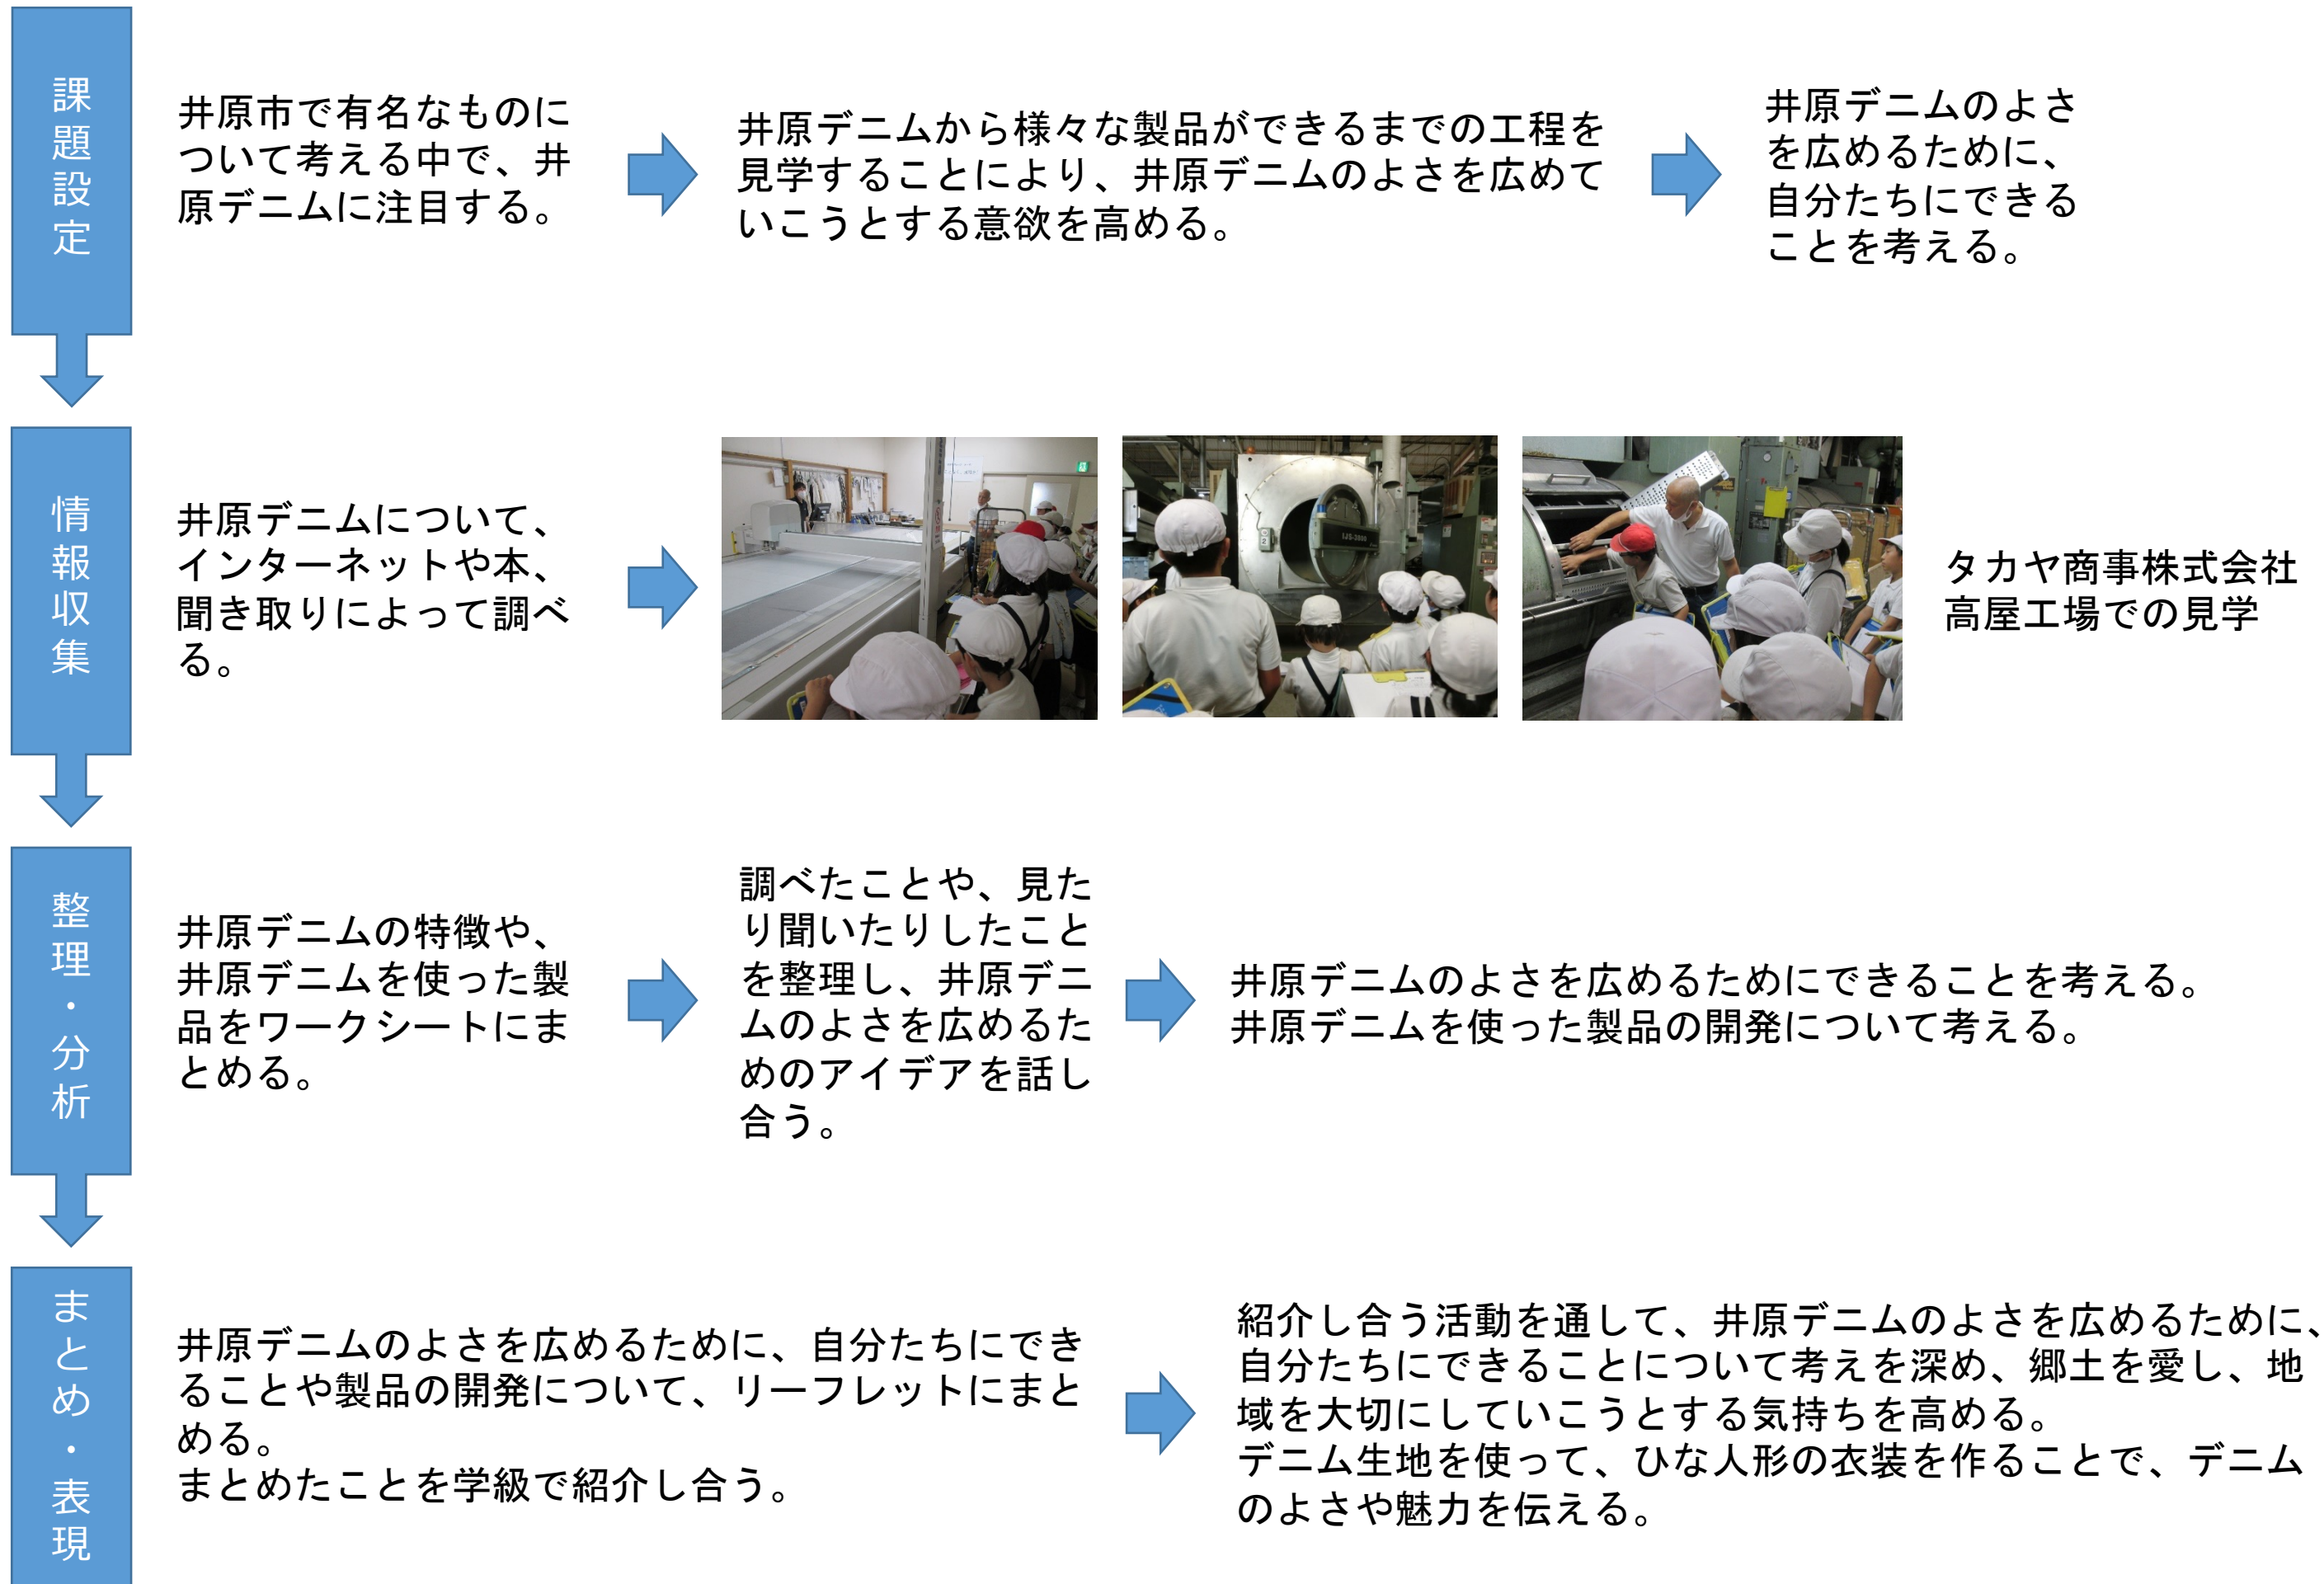 課題設定
井原市で有名なものに
ついて考える中で、井
原デニムに注目する。
井原デニムから様々な製品ができるまでの工程を
見学することにより、井原デニムのよさを広めて
いこうとする意欲を高める。
井原デニムのよさ
を広めるために、
自分たちにできる
ことを考える。
情報収集
井原デニムについて、
インターネットや本、
聞き取りによって調べ
る。
タカヤ商事株式会社
高屋工場での見学
整理・分析
井原デニムの特徴や、
井原デニムを使った製
品をワークシートにま
とめる。
調べたことや、見た
り聞いたりしたこと
を整理し、井原デニ
ムのよさを広めるた
めのアイデアを話し
合う。
井原デニムのよさを広めるためにできることを考える。
井原デニムを使った製品の開発について考える。
まとめ・表現
井原デニムのよさを広めるために、自分たちにでき
ることや製品の開発について、リーフレットにまと
める。
まとめたことを学級で紹介し合う。
紹介し合う活動を通して、井原デニムのよさを広めるために、
自分たちにできることについて考えを深め、郷土を愛し、地
域を大切にしていこうとする気持ちを高める。
デニム生地を使って、ひな人形の衣装を作ることで、デニム
のよさや魅力を伝える。